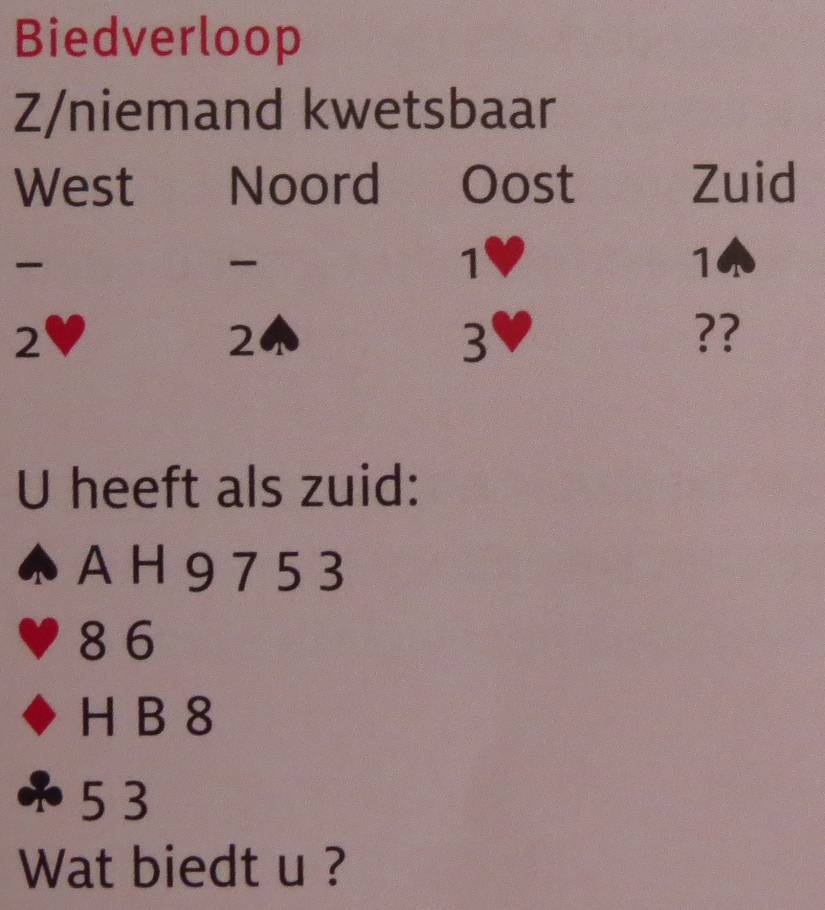 Biedverloop
Z/niemand kwetsbaar
West Noord Oost Zuid
– – 1♥ 1♠
2♥ 2♠ 3♥ ??
U heeft als zuid:
♠ A H 9 7 5 3
♥ 8 6
♦ H B 8
♣ 5 3
Wat biedt u ?